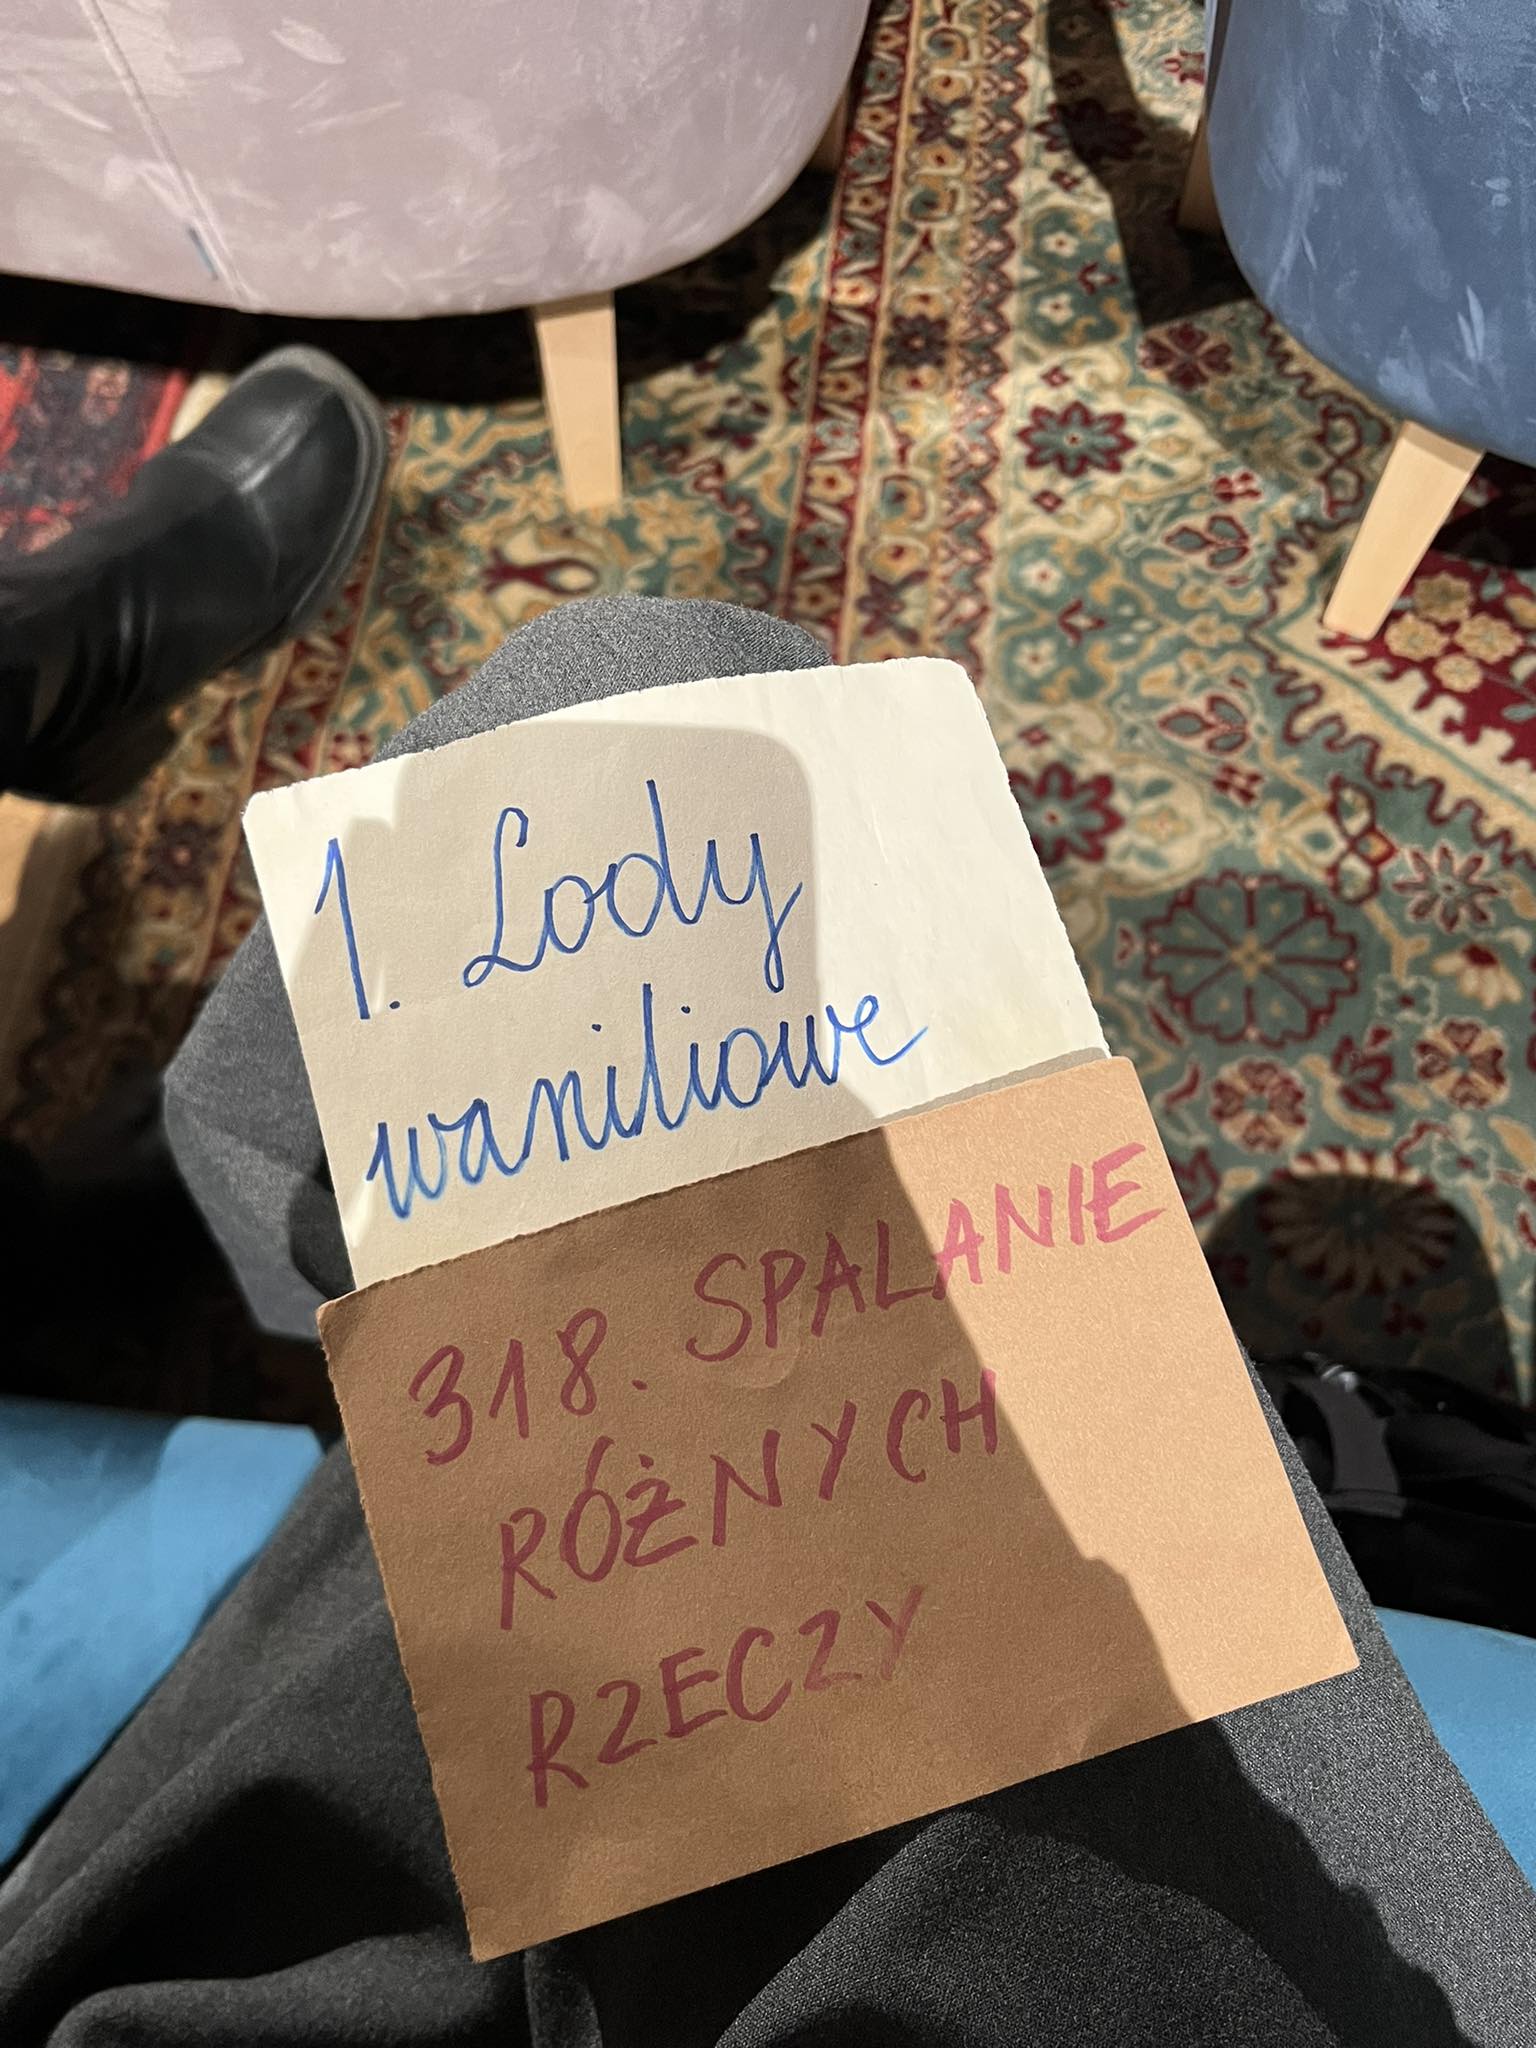 1. Lody
waniliowe
318. SPALANIE
RÓŻNYCH
RZECZY